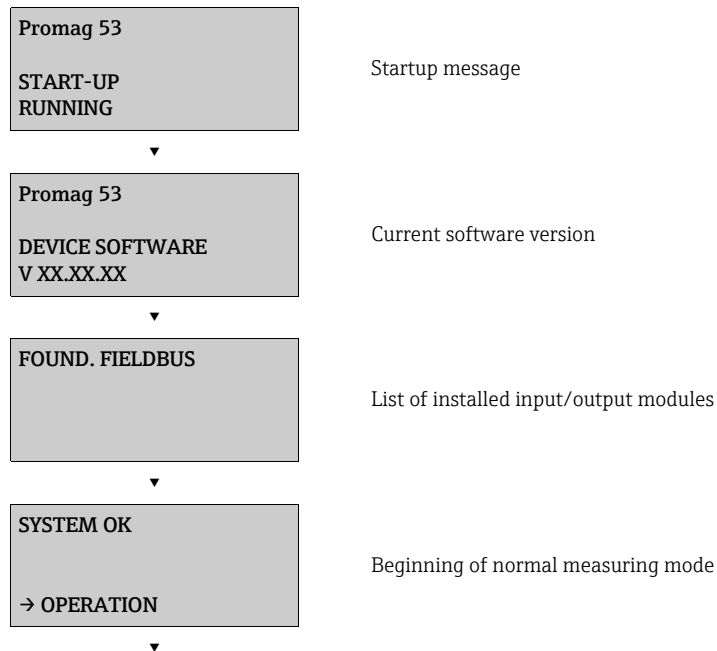 Promag 53
START-UP
RUNNING
Startup message
▼
Promag 53
DEVICE SOFTWARE
V XX.XX.XX
Current software version
▼
FOUND. FIELDBUS
List of installed input/output modules
▼
SYSTEM OK
→ OPERATION
Beginning of normal measuring mode
▼